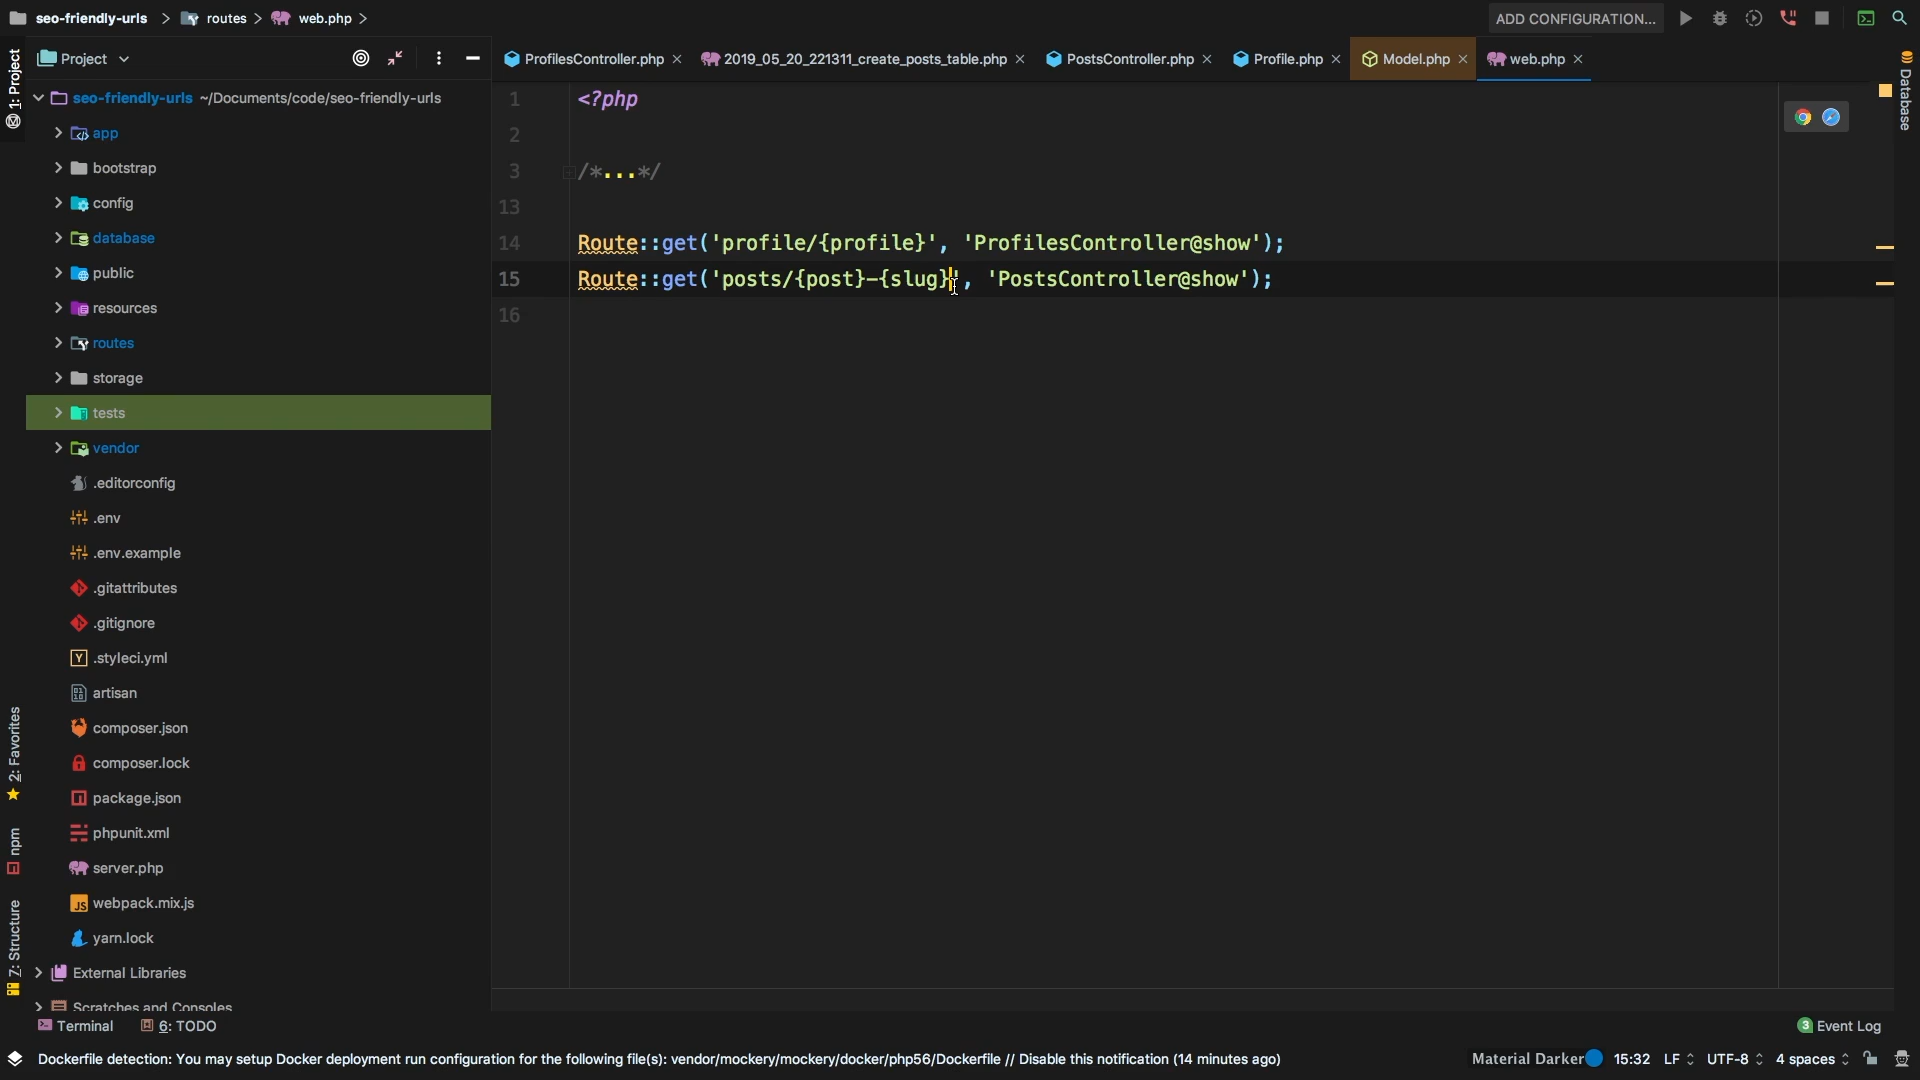 seo-friendly-urls > routes > web.php >
ADD CONFIGURATION...
1: Project
Project
ProfilesController.php
2019_05_20_221311_create_posts_table.php
PostsController.php
Profile.php
Model.php
web.php
Database
seo-friendly-urls ~/Documents/code/seo-friendly-urls
app
bootstrap
config
database
public
resources
routes
storage
tests
vendor
.editorconfig
.env
.env.example
.gitattributes
.gitignore
.styleci.yml
artisan
composer.json
composer.lock
package.json
phpunit.xml
server.php
webpack.mix.js
yarn.lock
External Libraries
Scratches and Consoles
2: Favorites
npm
7: Structure
1 <?php
2
3 /*...*/
13
14 Route::get('profile/{profile}', 'ProfilesController@show');
15 Route::get('posts/{post}-{slug}', 'PostsController@show');
16
Terminal
6: TODO
3 Event Log
Dockerfile detection: You may setup Docker deployment run configuration for the following file(s): vendor/mockery/mockery/docker/php56/Dockerfile // Disable this notification (14 minutes ago)
Material Darker 15:32 LF UTF-8 4 spaces